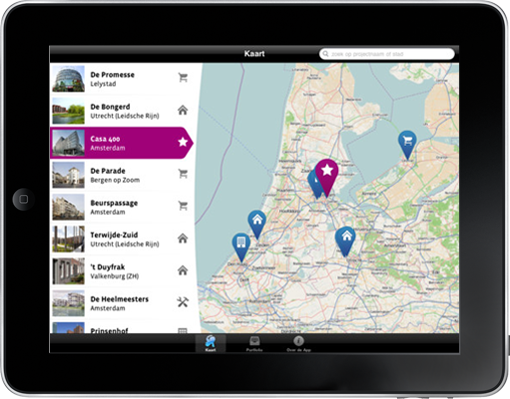 Kaart
zoek op projectnaam of stad
De Promesse
Lelystad
De Bongerd
Utrecht (Leidsche Rijn)
Casa 400
Amsterdam
De Parade
Bergen op Zoom
Beurspassage
Amsterdam
Terwijde-Zuid
Utrecht (Leidsche Rijn)
't Duyfrak
Valkenburg (ZH)
De Heelmeesters
Amsterdam
Prinsenhof
Kaart
Portfolio
Over de App